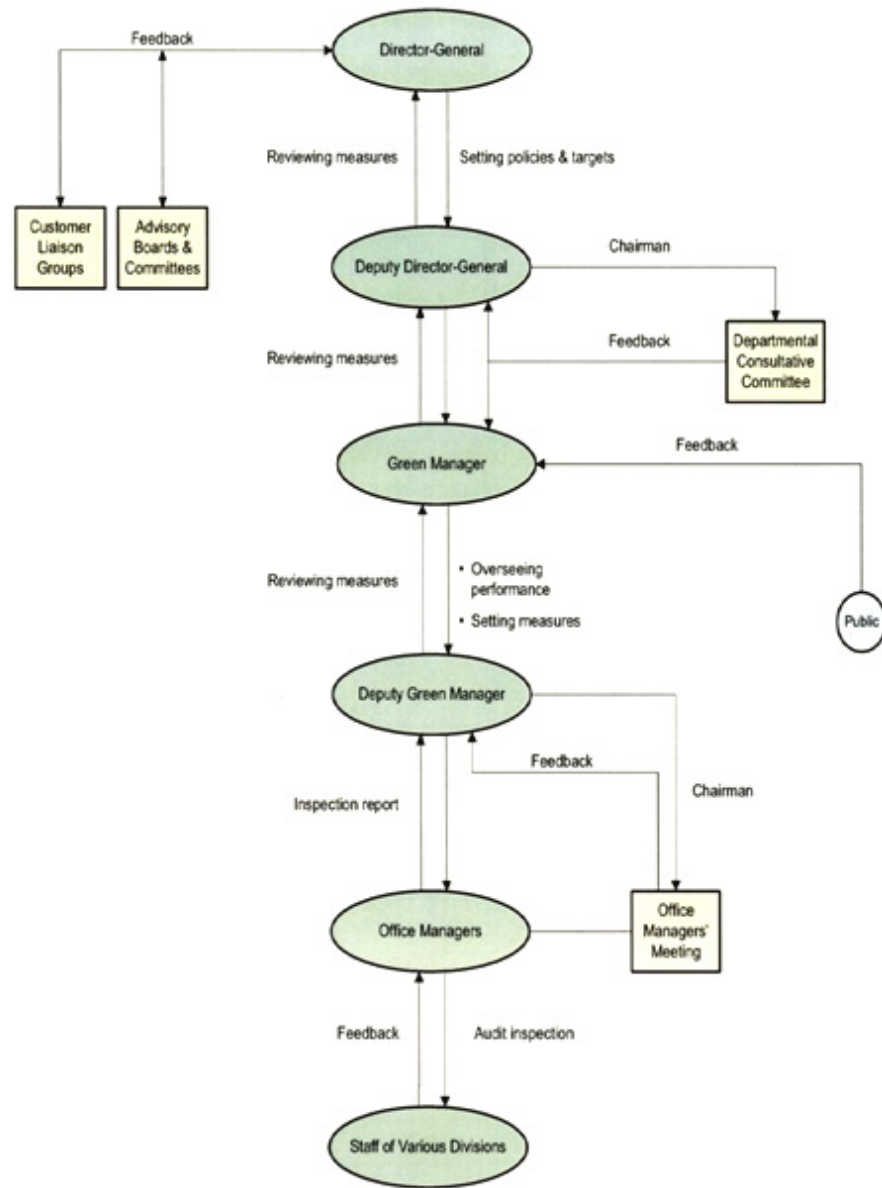 Feedback
Director-General
Reviewing measures
Setting policies & targets
Customer
Liaison
Groups
Advisory
Boards &
Committees
Deputy Director-General
Chairman
Reviewing measures
Feedback
Departmental
Consultative
Committee
Green Manager
Feedback
Reviewing measures
▪ Overseeing
performance
▪ Setting measures
Public
Deputy Green Manager
Feedback
Chairman
Inspection report
Office Managers
Office
Managers'
Meeting
Feedback
Audit inspection
Staff of Various Divisions